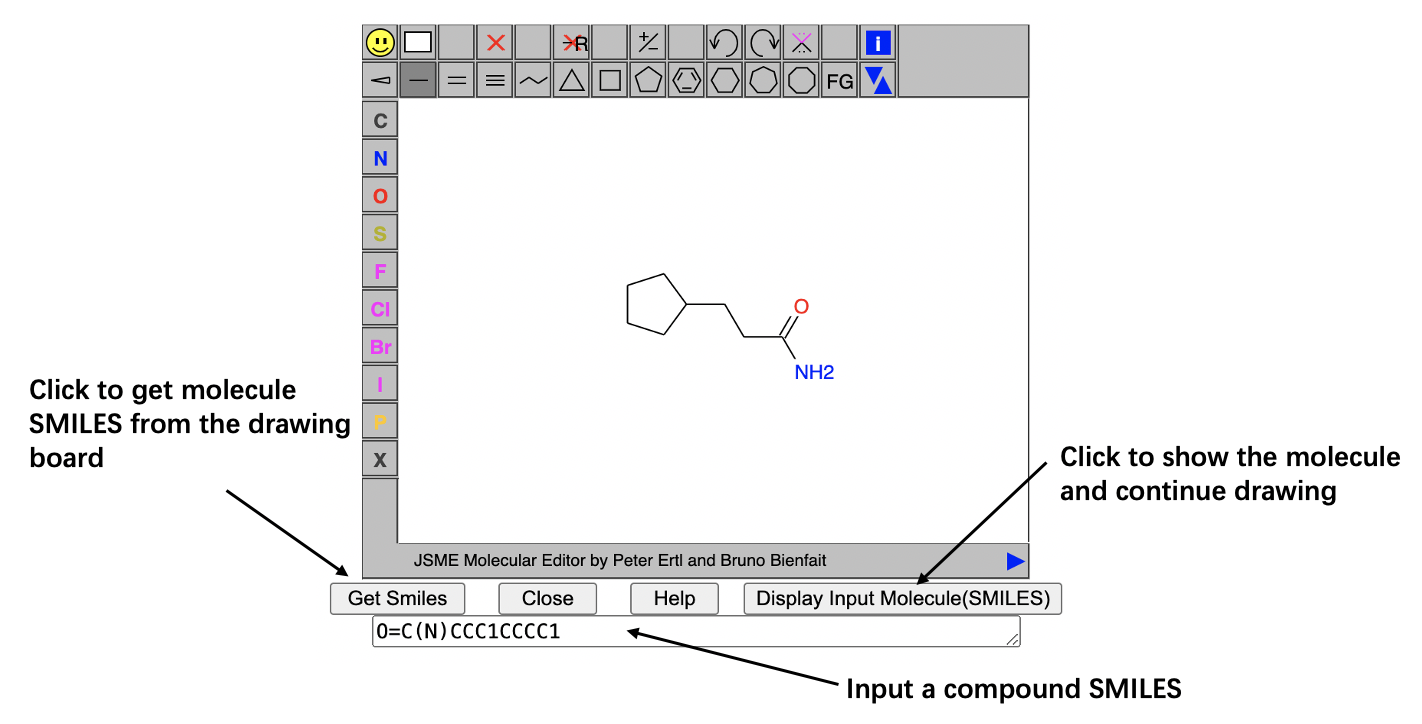 R
i
FG
C
N
O
S
F
Cl
Br
I
P
X
O
NH2
Click to get molecule
SMILES from the drawing
board
Click to show the molecule
and continue drawing
JSME Molecular Editor by Peter Ertl and Bruno Bienfait
Get Smiles
Close
Help
Display Input Molecule(SMILES)
O=C(N)CCC1CCCC1
Input a compound SMILES